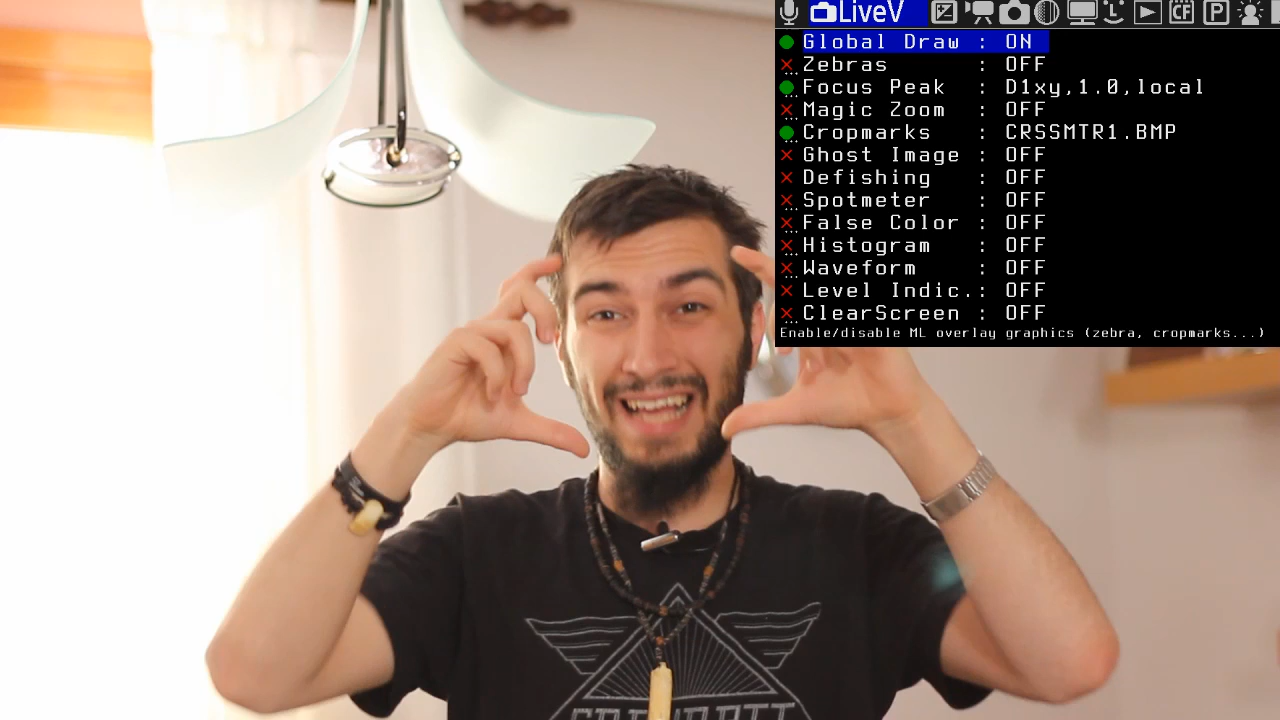 LiveV
Global Draw : ON
Zebras : OFF
Focus Peak : D1xy,1.0,local
Magic Zoom : OFF
Cropmarks : CRSSMTR1.BMP
Ghost Image : OFF
Defishing : OFF
Spotmeter : OFF
False Color : OFF
Histogram : OFF
Waveform : OFF
Level Indic.: OFF
ClearScreen : OFF
Enable/disable ML overlay graphics (zebra, cropmarks...)